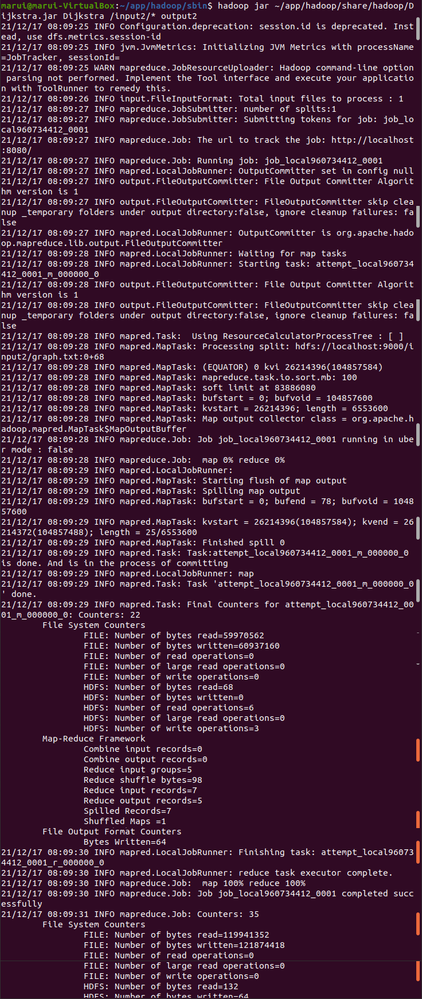 marui@marui-VirtualBox:~/app/hadoop/sbin$ hadoop jar ~/app/hadoop/share/hadoop/D
ijkstra.jar Dijkstra /input2/* output2
21/12/17 08:09:25 INFO Configuration.deprecation: session.id is deprecated. Inst
ead, use dfs.metrics.session-id
21/12/17 08:09:25 INFO jvm.JvmMetrics: Initializing JVM Metrics with processName
=JobTracker, sessionId=
21/12/17 08:09:25 WARN mapreduce.JobResourceUploader: Hadoop command-line option
 parsing not performed. Implement the Tool interface and execute your applicatio
n with ToolRunner to remedy this.
21/12/17 08:09:26 INFO input.FileInputFormat: Total input files to process : 1
21/12/17 08:09:27 INFO mapreduce.JobSubmitter: number of splits:1
21/12/17 08:09:27 INFO mapreduce.JobSubmitter: Submitting tokens for job: job_lo
cal960734412_0001
21/12/17 08:09:27 INFO mapreduce.Job: The url to track the job: http://localhost
:8080/
21/12/17 08:09:27 INFO mapreduce.Job: Running job: job_local960734412_0001
21/12/17 08:09:27 INFO mapred.LocalJobRunner: OutputCommitter set in config null
21/12/17 08:09:27 INFO output.FileOutputCommitter: File Output Committer Algorit
hm version is 1
21/12/17 08:09:27 INFO output.FileOutputCommitter: FileOutputCommitter skip clea
nup _temporary folders under output directory:false, ignore cleanup failures: fa
lse
21/12/17 08:09:27 INFO mapred.LocalJobRunner: OutputCommitter is org.apache.hado
op.mapreduce.lib.output.FileOutputCommitter
21/12/17 08:09:28 INFO mapred.LocalJobRunner: Waiting for map tasks
21/12/17 08:09:28 INFO mapred.LocalJobRunner: Starting task: attempt_local960734
412_0001_m_000000_0
21/12/17 08:09:28 INFO output.FileOutputCommitter: File Output Committer Algorit
hm version is 1
21/12/17 08:09:28 INFO output.FileOutputCommitter: FileOutputCommitter skip clea
nup _temporary folders under output directory:false, ignore cleanup failures: fa
lse
21/12/17 08:09:28 INFO mapred.Task:  Using ResourceCalculatorProcessTree : [ ]
21/12/17 08:09:28 INFO mapred.MapTask: Processing split: hdfs://localhost:9000/i
nput2/graph.txt:0+68
21/12/17 08:09:28 INFO mapred.MapTask: (EQUATOR) 0 kvi 26214396(104857584)
21/12/17 08:09:28 INFO mapred.MapTask: mapreduce.task.io.sort.mb: 100
21/12/17 08:09:28 INFO mapred.MapTask: soft limit at 83886080
21/12/17 08:09:28 INFO mapred.MapTask: bufstart = 0; bufvoid = 104857600
21/12/17 08:09:28 INFO mapred.MapTask: kvstart = 26214396; length = 6553600
21/12/17 08:09:28 INFO mapred.MapTask: Map output collector class = org.apache.h
adoop.mapred.MapTask$MapOutputBuffer
21/12/17 08:09:28 INFO mapreduce.Job: Job job_local960734412_0001 running in ube
r mode : false
21/12/17 08:09:28 INFO mapreduce.Job:  map 0% reduce 0%
21/12/17 08:09:29 INFO mapred.LocalJobRunner:
21/12/17 08:09:29 INFO mapred.MapTask: Starting flush of map output
21/12/17 08:09:29 INFO mapred.MapTask: Spilling map output
21/12/17 08:09:29 INFO mapred.MapTask: bufstart = 0; bufend = 78; bufvoid = 1048
57600
21/12/17 08:09:29 INFO mapred.MapTask: kvstart = 26214396(104857584); kvend = 26
214372(104857488); length = 25/6553600
21/12/17 08:09:29 INFO mapred.MapTask: Finished spill 0
21/12/17 08:09:29 INFO mapred.Task: Task:attempt_local960734412_0001_m_000000_0
is done. And is in the process of committing
21/12/17 08:09:29 INFO mapred.LocalJobRunner: map
21/12/17 08:09:29 INFO mapred.Task: Task 'attempt_local960734412_0001_m_000000_0
' done.
21/12/17 08:09:29 INFO mapred.Task: Final Counters for attempt_local960734412_00
01_m_000000_0: Counters: 22
File System Counters
FILE: Number of bytes read=59970562
FILE: Number of bytes written=60937160
FILE: Number of read operations=0
FILE: Number of large read operations=0
FILE: Number of write operations=0
HDFS: Number of bytes read=68
HDFS: Number of bytes written=0
HDFS: Number of read operations=6
HDFS: Number of large read operations=0
HDFS: Number of write operations=3
Map-Reduce Framework
Combine input records=0
Combine output records=0
Reduce input groups=5
Reduce shuffle bytes=98
Reduce input records=7
Reduce output records=5
Spilled Records=7
Shuffled Maps =1
File Output Format Counters
Bytes Written=64
21/12/17 08:09:30 INFO mapred.LocalJobRunner: Finishing task: attempt_local96073
4412_0001_r_000000_0
21/12/17 08:09:30 INFO mapred.LocalJobRunner: reduce task executor complete.
21/12/17 08:09:30 INFO mapreduce.Job:  map 100% reduce 100%
21/12/17 08:09:30 INFO mapreduce.Job: Job job_local960734412_0001 completed succ
essfully
21/12/17 08:09:31 INFO mapreduce.Job: Counters: 35
File System Counters
FILE: Number of bytes read=119941352
FILE: Number of bytes written=121874418
FILE: Number of read operations=0
FILE: Number of large read operations=0
FILE: Number of write operations=0
HDFS: Number of bytes read=132
HDFS: Number of bytes written=64